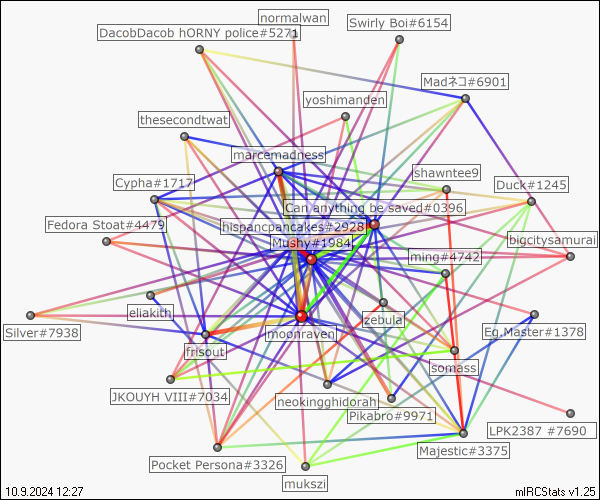 normalwan
Swirly Boi#6154
DacobDacob hORNY police#5271
Madネコ#6901
yoshimanden
thesecondtwat
marcemadness
shawntee9
Cypha#1717
Duck#1245
Can anything be saved#0396
Fedora Stoat#4479
hispancpancakes#2928
Mushy#1984
bigcitysamurai
ming#4742
eliakith
zebula
Silver#7938
moonraven
Eg.Master#1378
frisout
somass
JKOUYH VIII#7034
neokingghidorah
Pikabro#9971
LPK2387 #7690
Majestic#3375
Pocket Persona#3326
mukszi
10.9.2024 12:27
mIRCStats v1.25